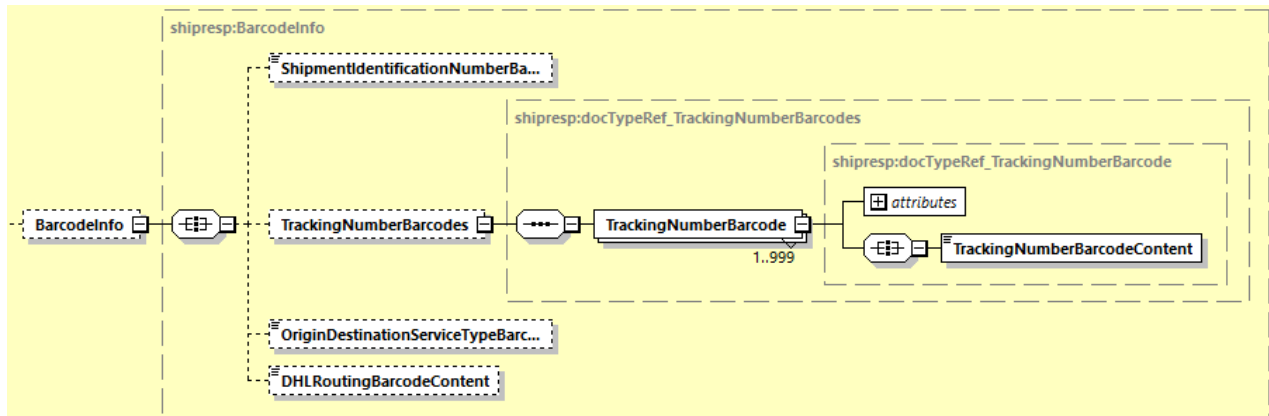 shipresp:BarcodeInfo
ShipmentIdentificationNumberBa...
shipresp:docTypeRef_TrackingNumberBarcodes
shipresp:docTypeRef_TrackingNumberBarcode
attributes
BarcodeInfo
TrackingNumberBarcodes
TrackingNumberBarcode
TrackingNumberBarcodeContent
1..999
OriginDestinationServiceTypeBarc...
DHLRoutingBarcodeContent